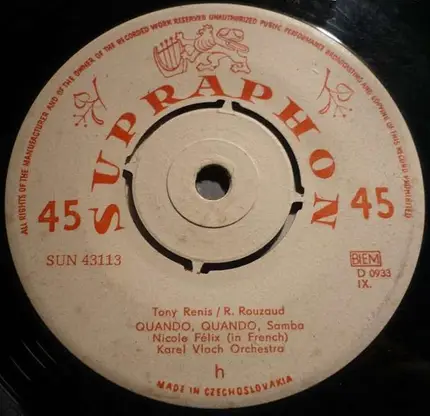 ALL RIGHTS OF THE MANUFACTURER AND OF THE OWNER OF THE RECORDED WORK RESERVED UNAUTHORIZED PUBLIC PERFORMANCE BROADCASTING AND COPYING OF THIS RECORD PROHIBITED
SUPRAPHON
45
45
SUN 43113
BIEM
D 0933
IX.
Tony Renis / R. Rouzaud
QUANDO, QUANDO, Samba
Nicole Félix (in French)
Karel Vlach Orchestra
h
MADE IN CZECHOSLOVAKIA